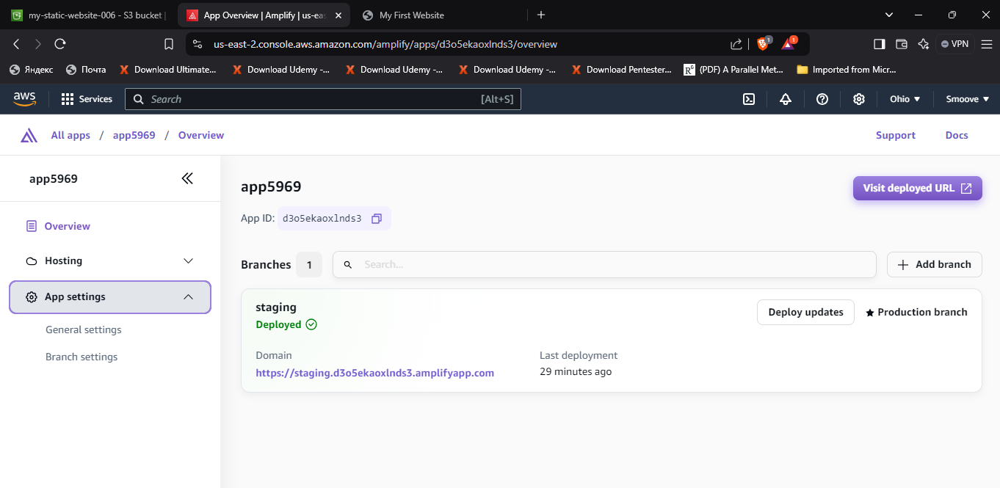 my-static-website-006 - S3 bucket
App Overview | Amplify | us-eas
My First Website
us-east-2.console.aws.amazon.com/amplify/apps/d3o5ekaoxlnds3/overview
1
1
VPN
Яндекс
Почта
Download Ultimate...
Download Udemy -...
Download Udemy -...
Download Udemy -...
Download Pentester...
(PDF) A Parallel Met...
Imported from Micr...
aws
Services
Search
[Alt+S]
Ohio
Smoove
All apps / app5969 / Overview
Support
Docs
app5969
Overview
Hosting
App settings
General settings
Branch settings
app5969
Visit deployed URL
App ID: d3o5ekaoxlnds3
Branches 1
Search...
Add branch
staging
Deployed
Deploy updates
Production branch
Domain
https://staging.d3o5ekaoxlnds3.amplifyapp.com
Last deployment
29 minutes ago